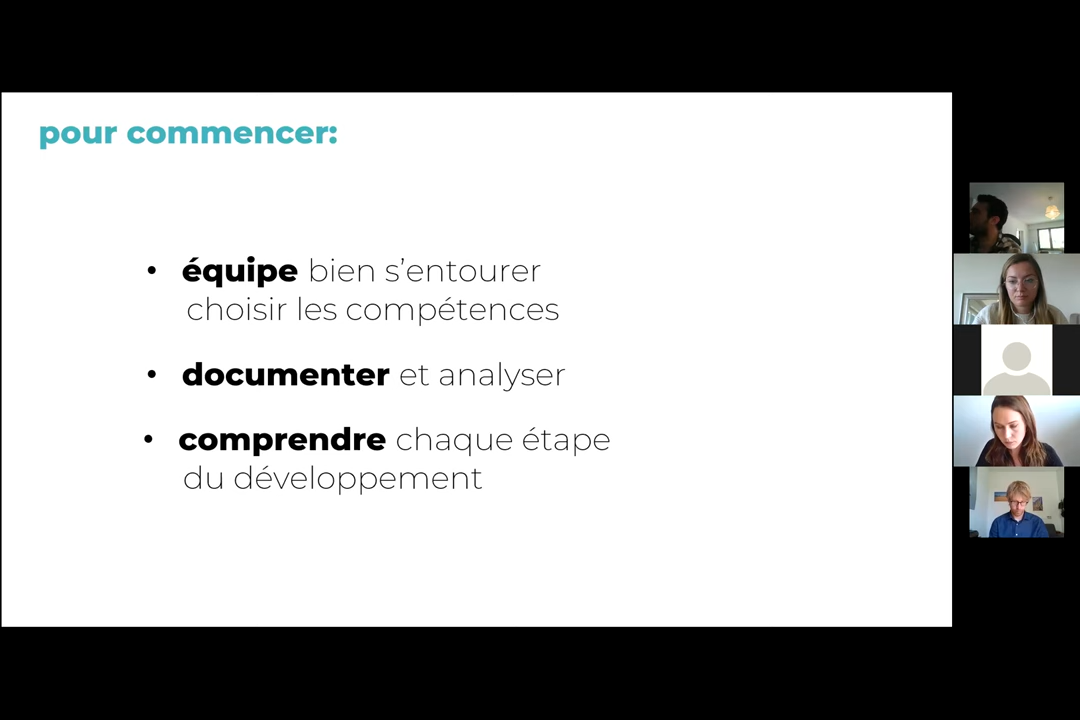 pour commencer:
• équipe bien s’entourer
choisir les compétences
• documenter et analyser
• comprendre chaque étape
du développement